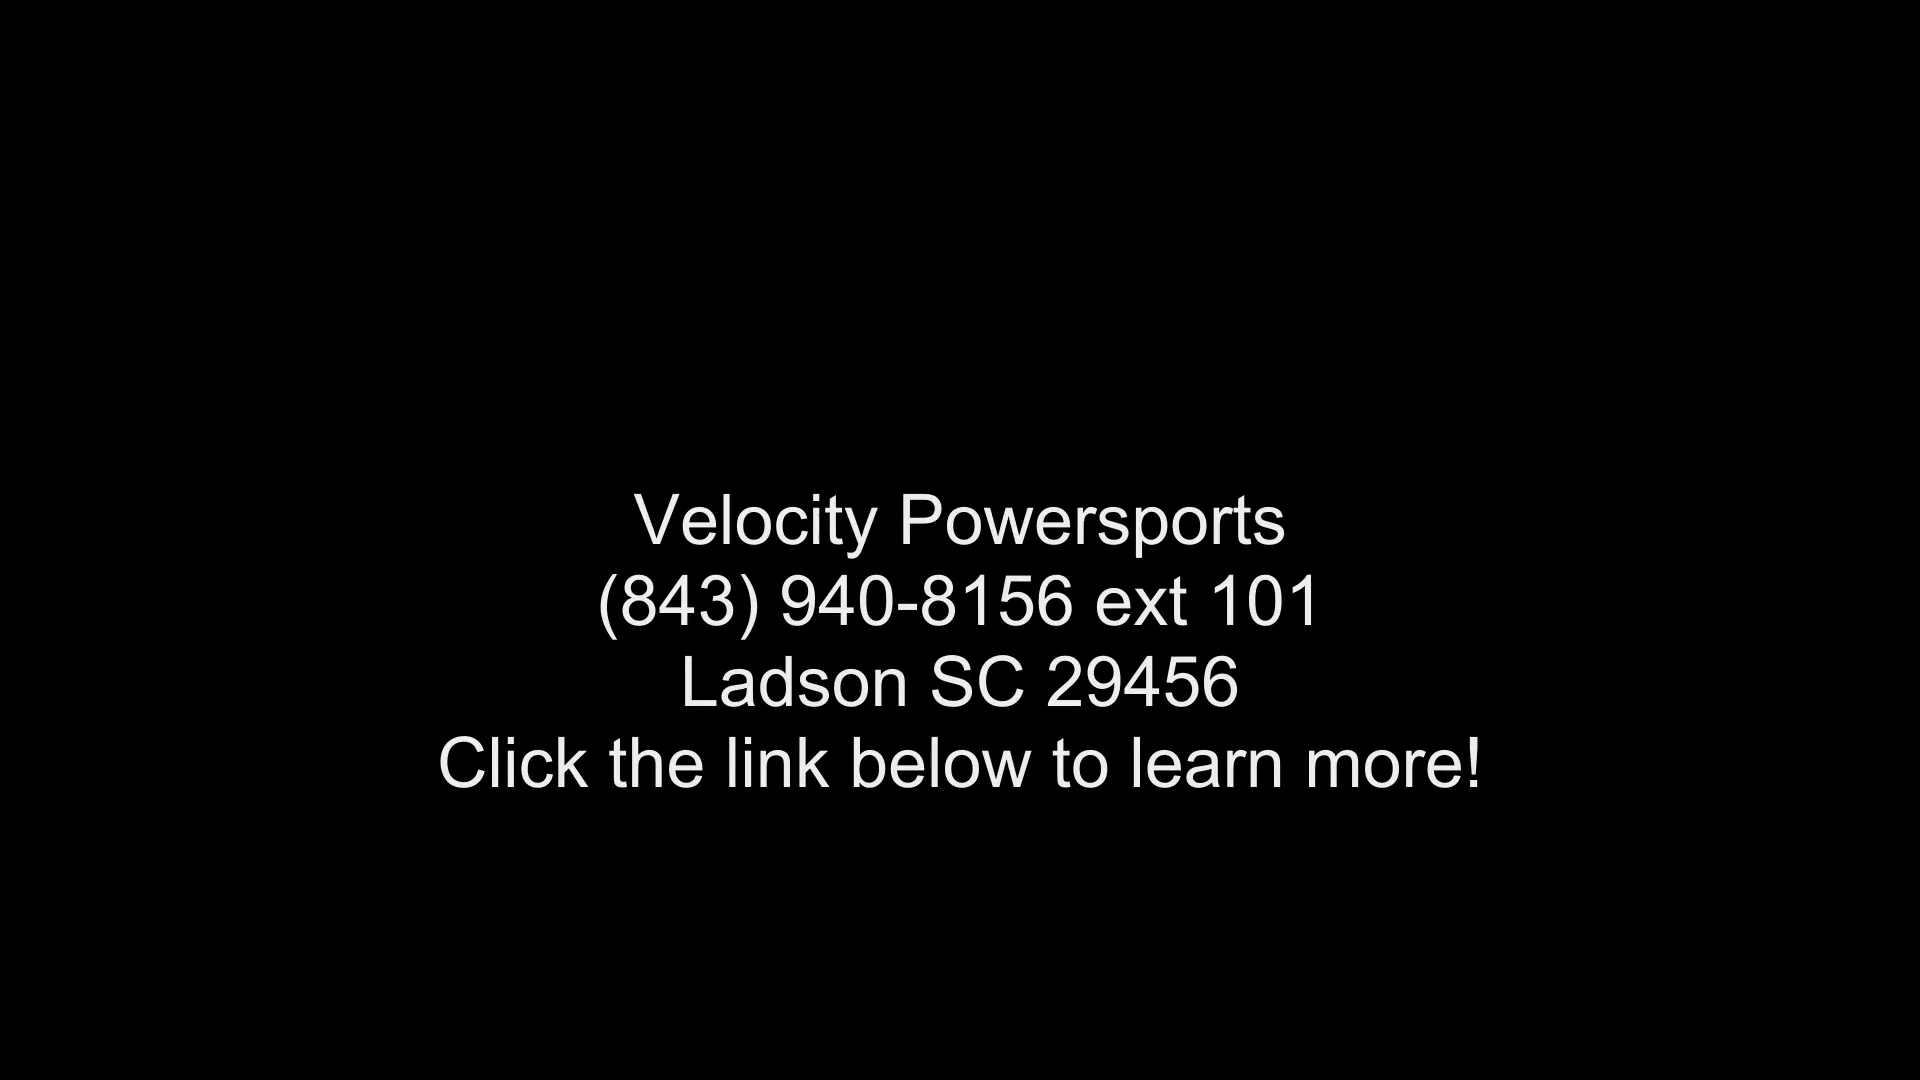 Velocity Powersports
(843) 940-8156 ext 101
Ladson SC 29456
Click the link below to learn more!